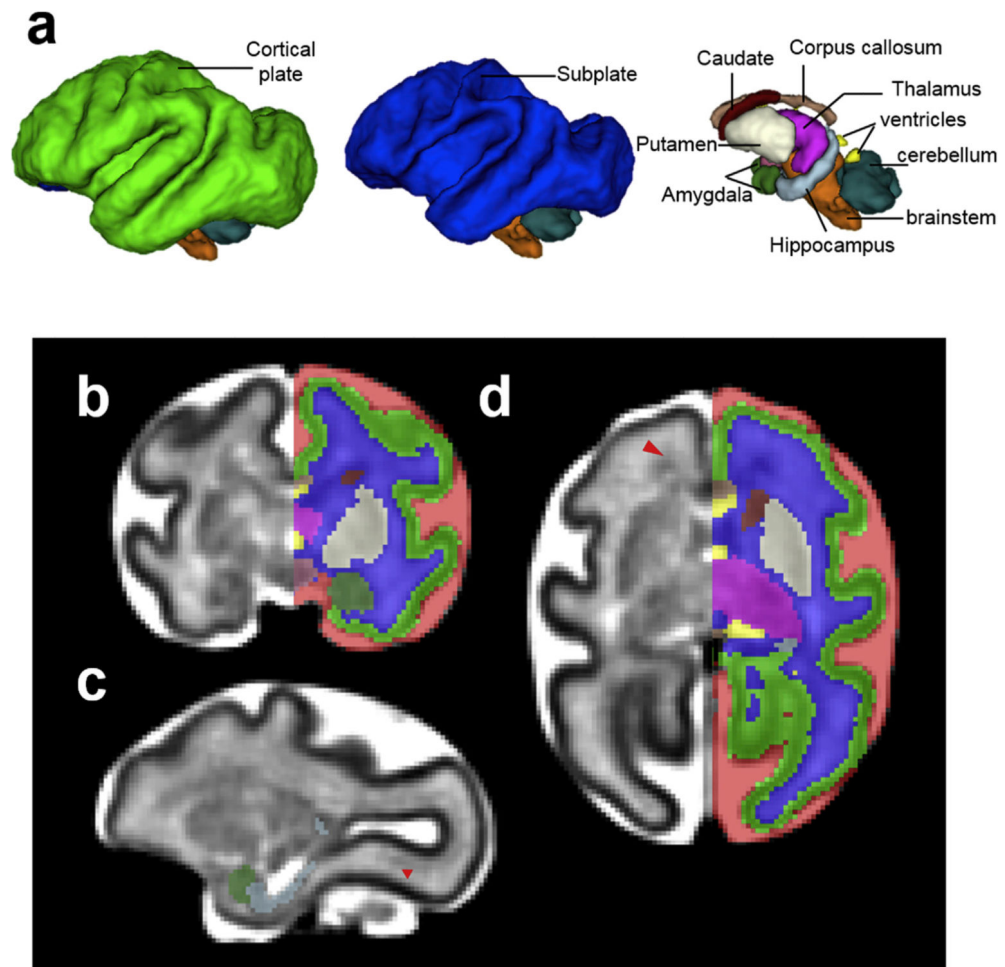 a
Cortical
plate
Subplate
Caudate
Corpus callosum
Thalamus
ventricles
Putamen
cerebellum
Amygdala
brainstem
Hippocampus
b
d
c